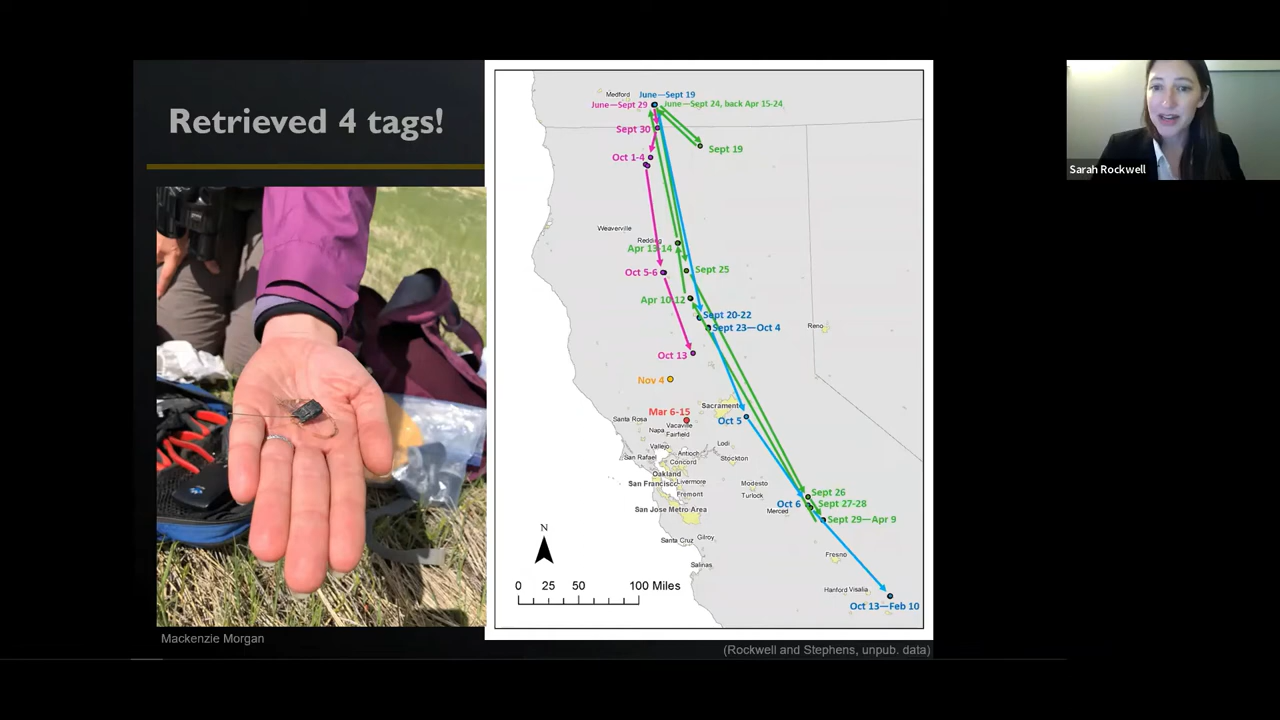 Retrieved 4 tags!
Mackenzie Morgan
Medford
June—Sept 19
June—Sept 29
June—Sept 24, back Apr 15-24
Sept 30
Sept 19
Oct 1-4
Weaverville
Redding
Apr 13-14
Sept 25
Oct 5-6
Apr 10-12
Sept 20-22
Sept 23—Oct 4
Reno
Oct 13
Nov 4
Sacramento
Mar 6-15
Oct 5
Santa Rosa
Vacaville
Napa
Fairfield
Lodi
Vallejo
Antioch
San Rafael
Concord
Stockton
Oakland
San Francisco
Livermore
Fremont
Modesto
Turlock
Sept 26
Oct 6
Sept 27-28
San Jose Metro Area
Merced
Sept 29—Apr 9
Santa Cruz
Gilroy
Salinas
Fresno
Hanford
Visalia
Oct 13—Feb 10
N
0 25 50 100 Miles
(Rockwell and Stephens, unpub. data)
Sarah Rockwell